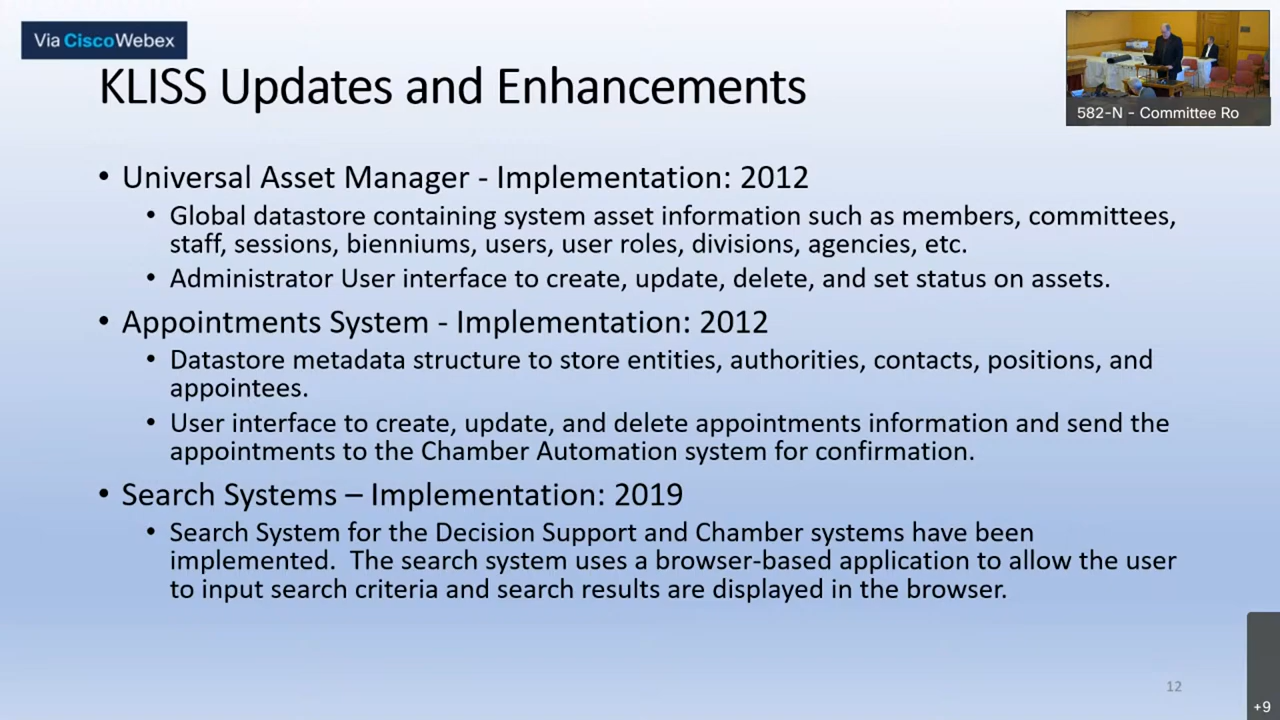 Via CiscoWebex
KLISS Updates and Enhancements
582-N - Committee Ro
• Universal Asset Manager - Implementation: 2012
• Global datastore containing system asset information such as members, committees,
staff, sessions, bienniums, users, user roles, divisions, agencies, etc.
• Administrator User interface to create, update, delete, and set status on assets.
• Appointments System - Implementation: 2012
• Datastore metadata structure to store entities, authorities, contacts, positions, and
appointees.
• User interface to create, update, and delete appointments information and send the
appointments to the Chamber Automation system for confirmation.
• Search Systems – Implementation: 2019
• Search System for the Decision Support and Chamber systems have been
implemented.  The search system uses a browser-based application to allow the user
to input search criteria and search results are displayed in the browser.
12
+9